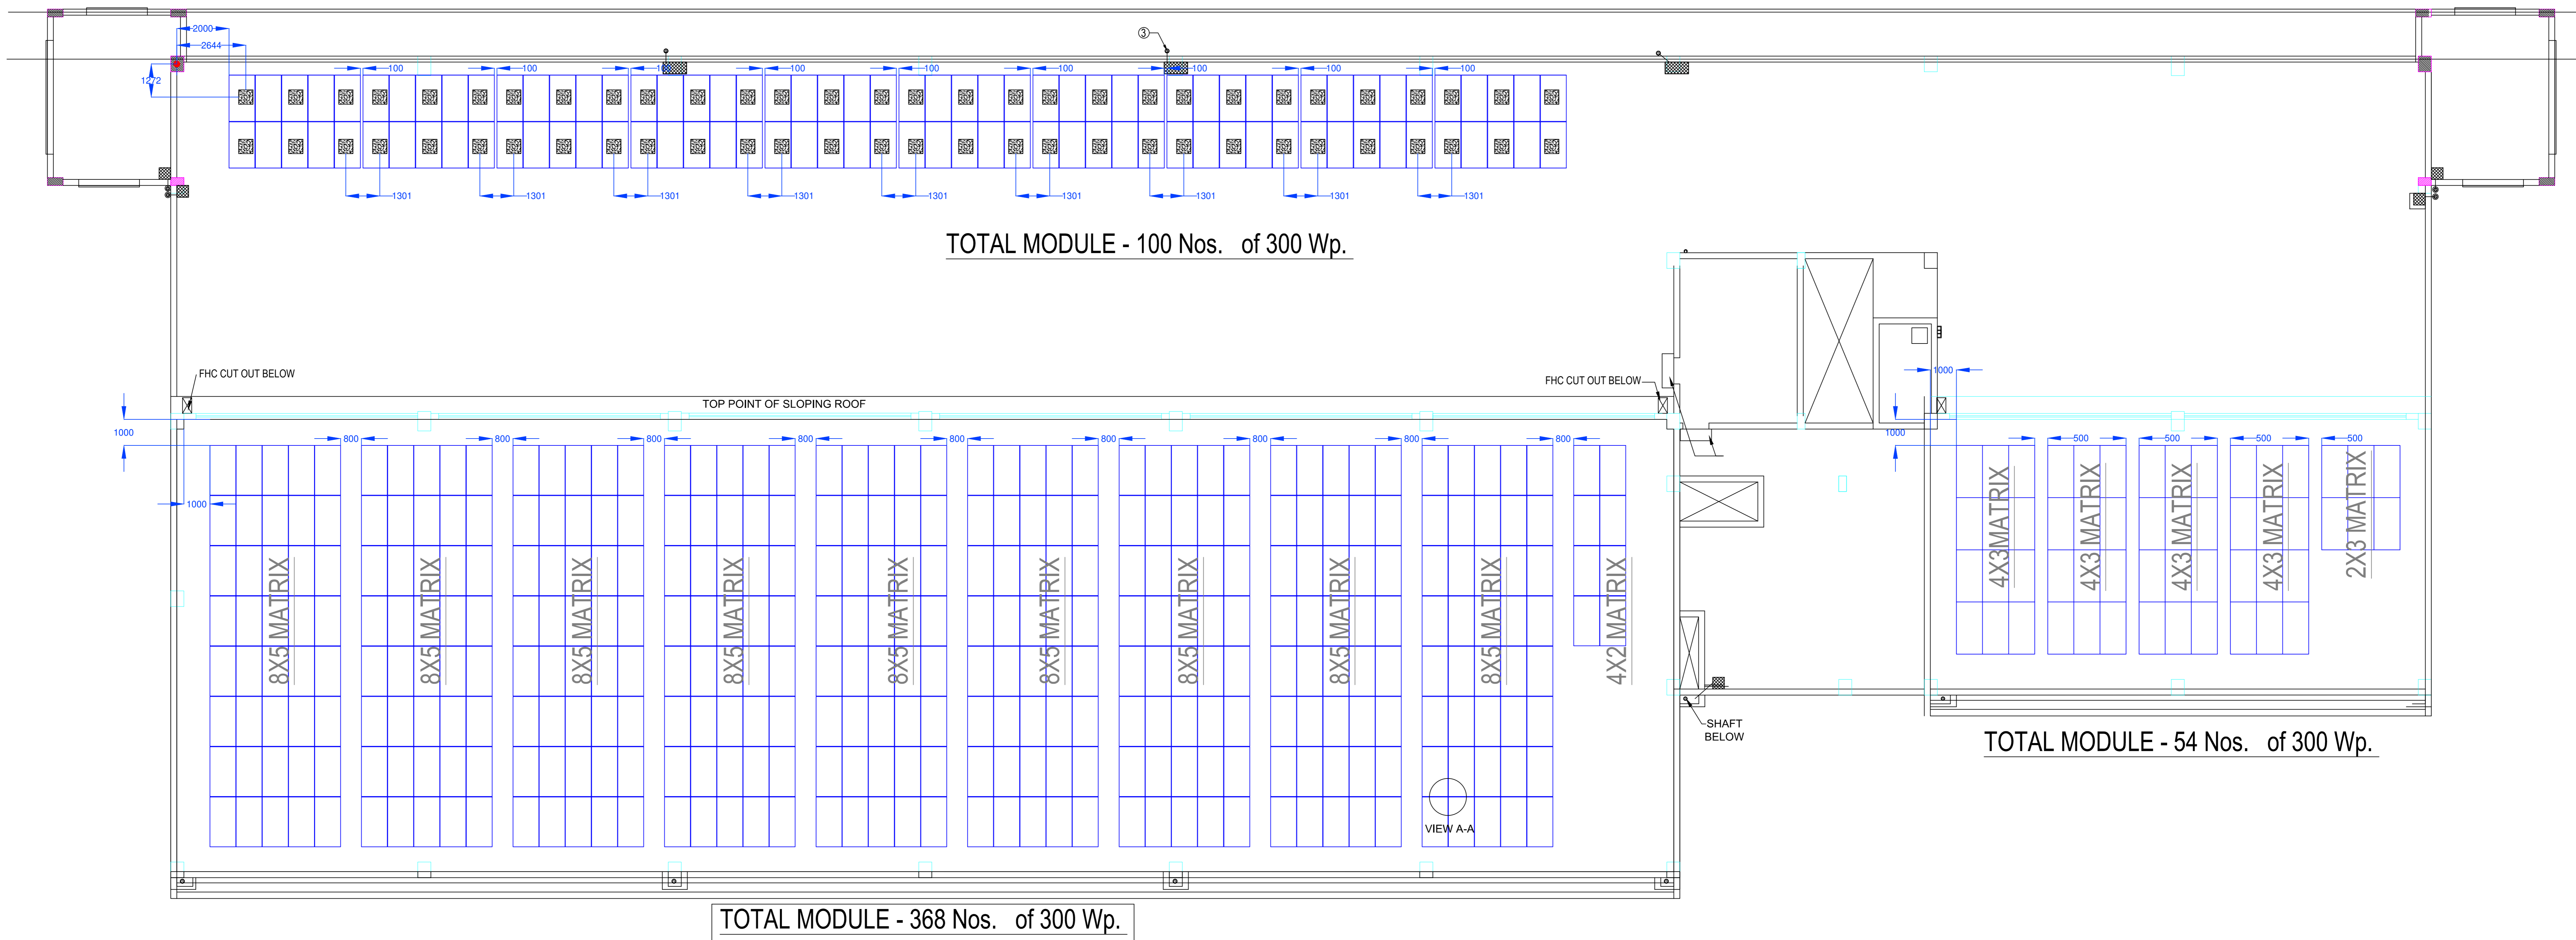 2000
2644
1272
③
100
100
100
100
100
100
100
100
100
1301
1301
1301
1301
1301
1301
1301
1301
1301
TOTAL MODULE - 100 Nos. of 300 Wp.
FHC CUT OUT BELOW
FHC CUT OUT BELOW
TOP POINT OF SLOPING ROOF
1000
1000
1000
1000
800
800
800
800
800
800
800
800
800
500
500
500
500
8X5 MATRIX
8X5 MATRIX
8X5 MATRIX
8X5 MATRIX
8X5 MATRIX
8X5 MATRIX
8X5 MATRIX
8X5 MATRIX
8X5 MATRIX
4X2 MATRIX
4X3MATRIX
4X3 MATRIX
4X3 MATRIX
4X3 MATRIX
2X3 MATRIX
VIEW A-A
SHAFT
BELOW
TOTAL MODULE - 54 Nos. of 300 Wp.
TOTAL MODULE - 368 Nos. of 300 Wp.